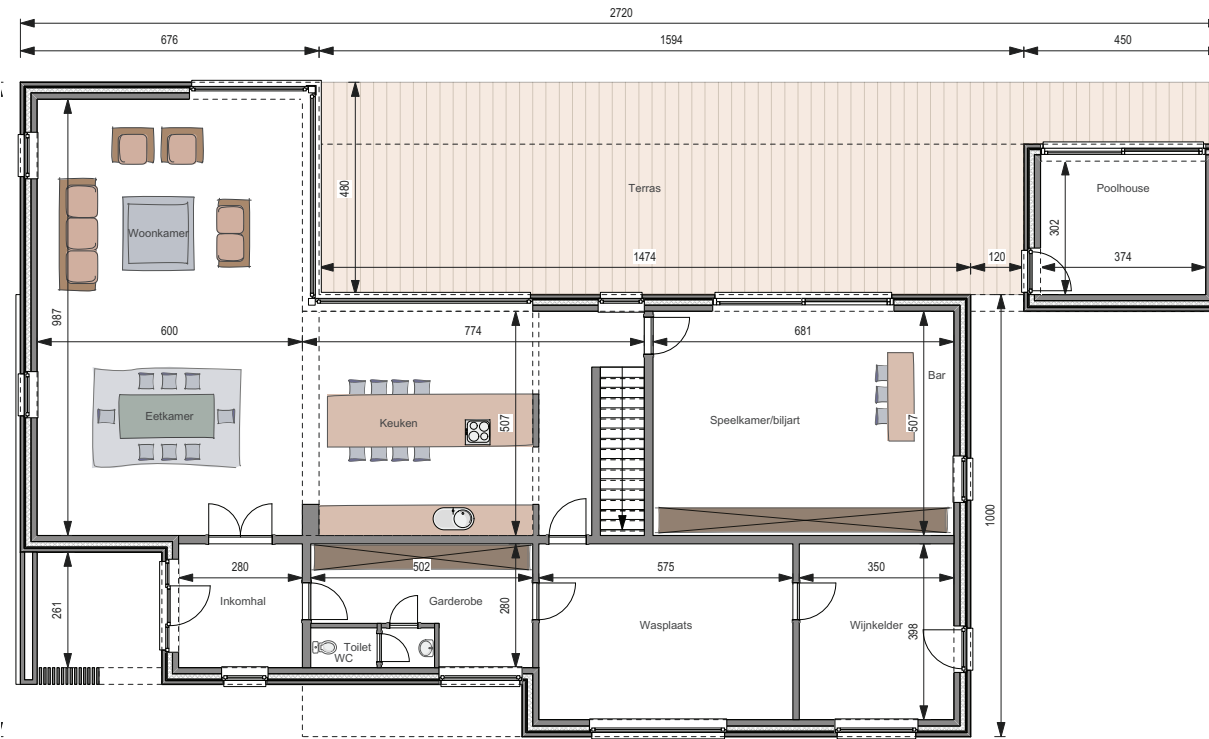 2720
676
1594
450
480
Terras
Poolhouse
302
Woonkamer
1474
120
374
987
600
774
681
Bar
Eetkamer
Keuken
507
Speelkamer/biljart
507
1000
280
502
575
350
261
Inkomhal
Garderobe
280
Wasplaats
Wijnkelder
398
Toilet
WC